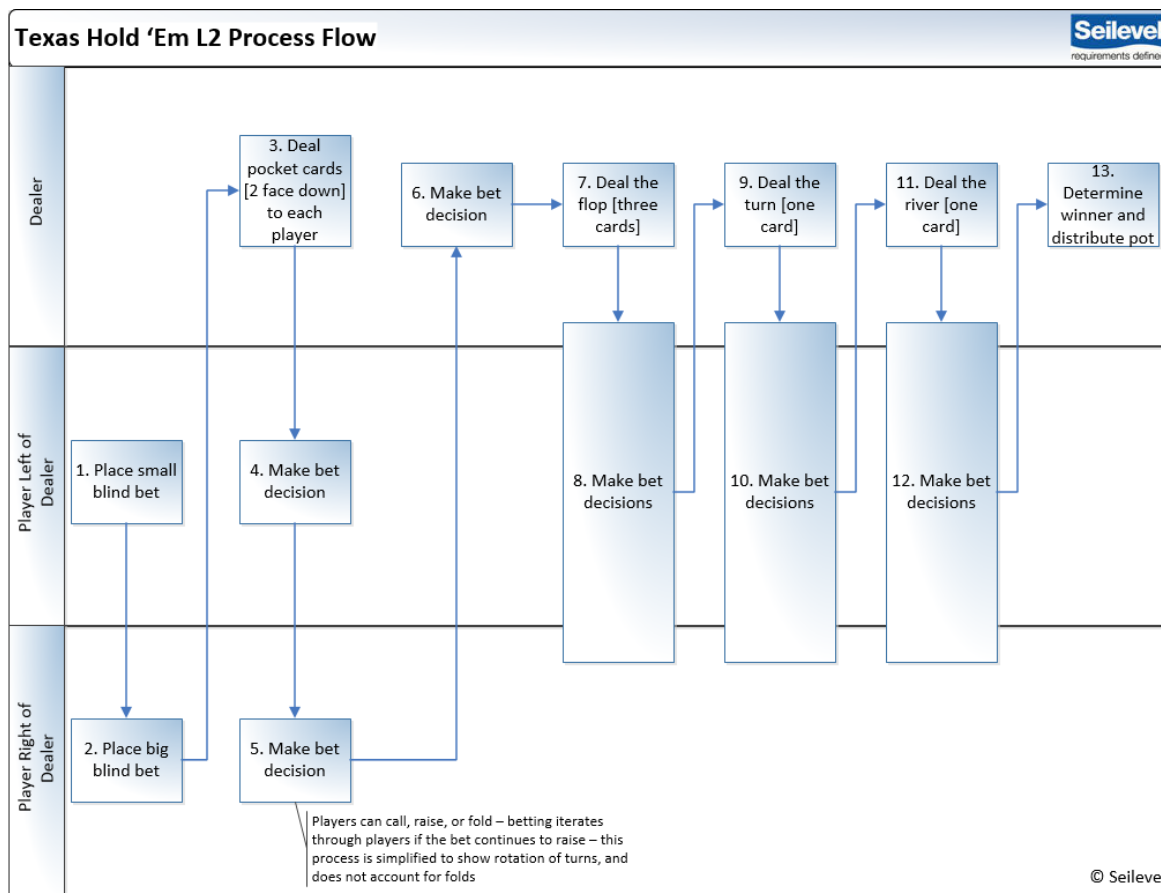 Texas Hold ‘Em L2 Process Flow
Seilevel
requirements defined
Dealer
3. Deal
pocket cards
[2 face down]
to each
player
6. Make bet
decision
7. Deal the
flop [three
cards]
9. Deal the
turn [one
card]
11. Deal the
river [one
card]
13.
Determine
winner and
distribute pot
Player Left of
Dealer
1. Place small
blind bet
4. Make bet
decision
8. Make bet
decisions
10. Make bet
decisions
12. Make bet
decisions
Player Right of
Dealer
2. Place big
blind bet
5. Make bet
decision
Players can call, raise, or fold – betting iterates
through players if the bet continues to raise – this
process is simplified to show rotation of turns, and
does not account for folds
© Seilevel